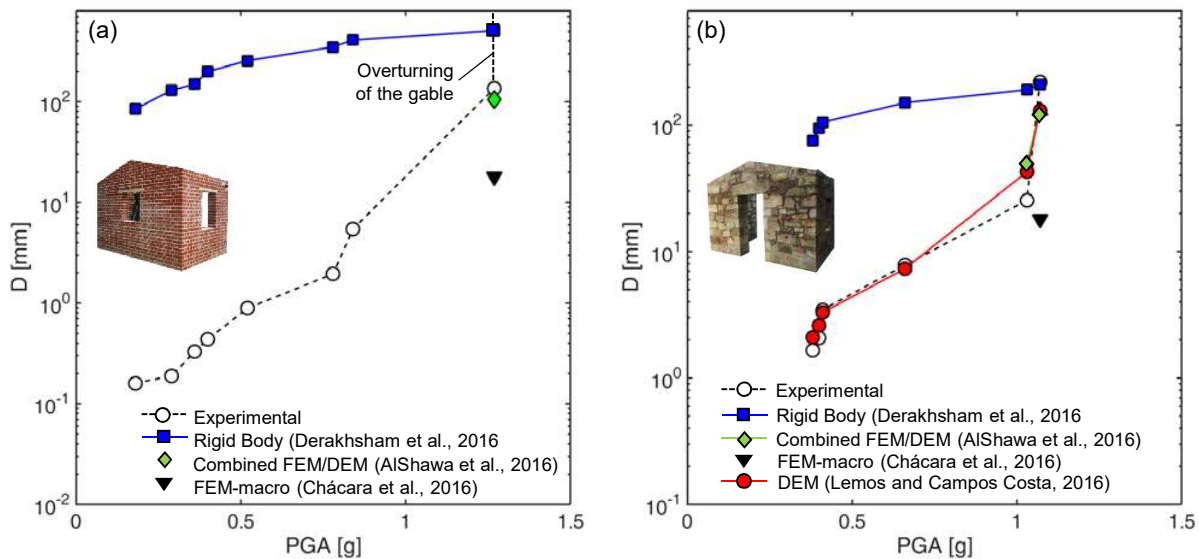 (a)
Overturning
of the gable
10^2
10^1
10^0
10^-1
10^-2
D [mm]
Experimental
Rigid Body (Derakhsham et al., 2016
Combined FEM/DEM (AlShawa et al., 2016)
FEM-macro (Chácara et al., 2016)
0 0.5 1 1.5
PGA [g]
(b)
10^2
10^1
10^0
10^-1
D [mm]
Experimental
Rigid Body (Derakhsham et al., 2016
Combined FEM/DEM (AlShawa et al., 2016)
FEM-macro (Chácara et al., 2016)
DEM (Lemos and Campos Costa, 2016)
0 0.5 1 1.5
PGA [g]